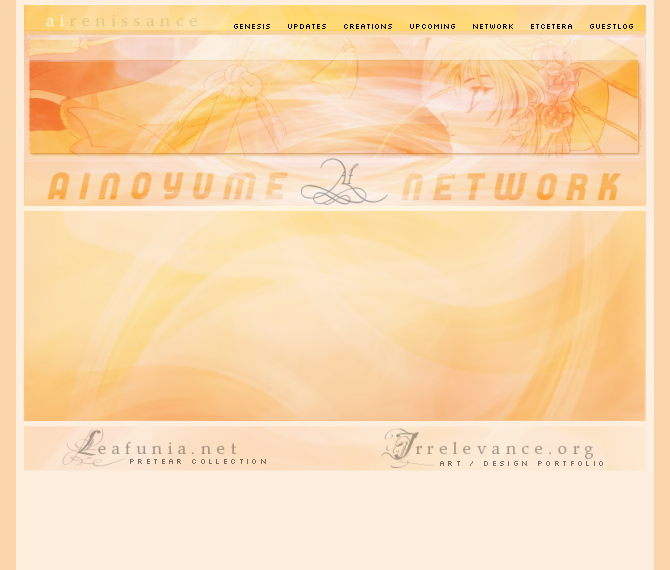 airenissance
GENESIS UPDATES CREATIONS UPCOMING NETWORK ETCETERA GUESTLOG
AINOYUME AY NETWORK
Leafunia.net
PRETEAR COLLECTION
Irrelevance.org
ART / DESIGN PORTFOLIO